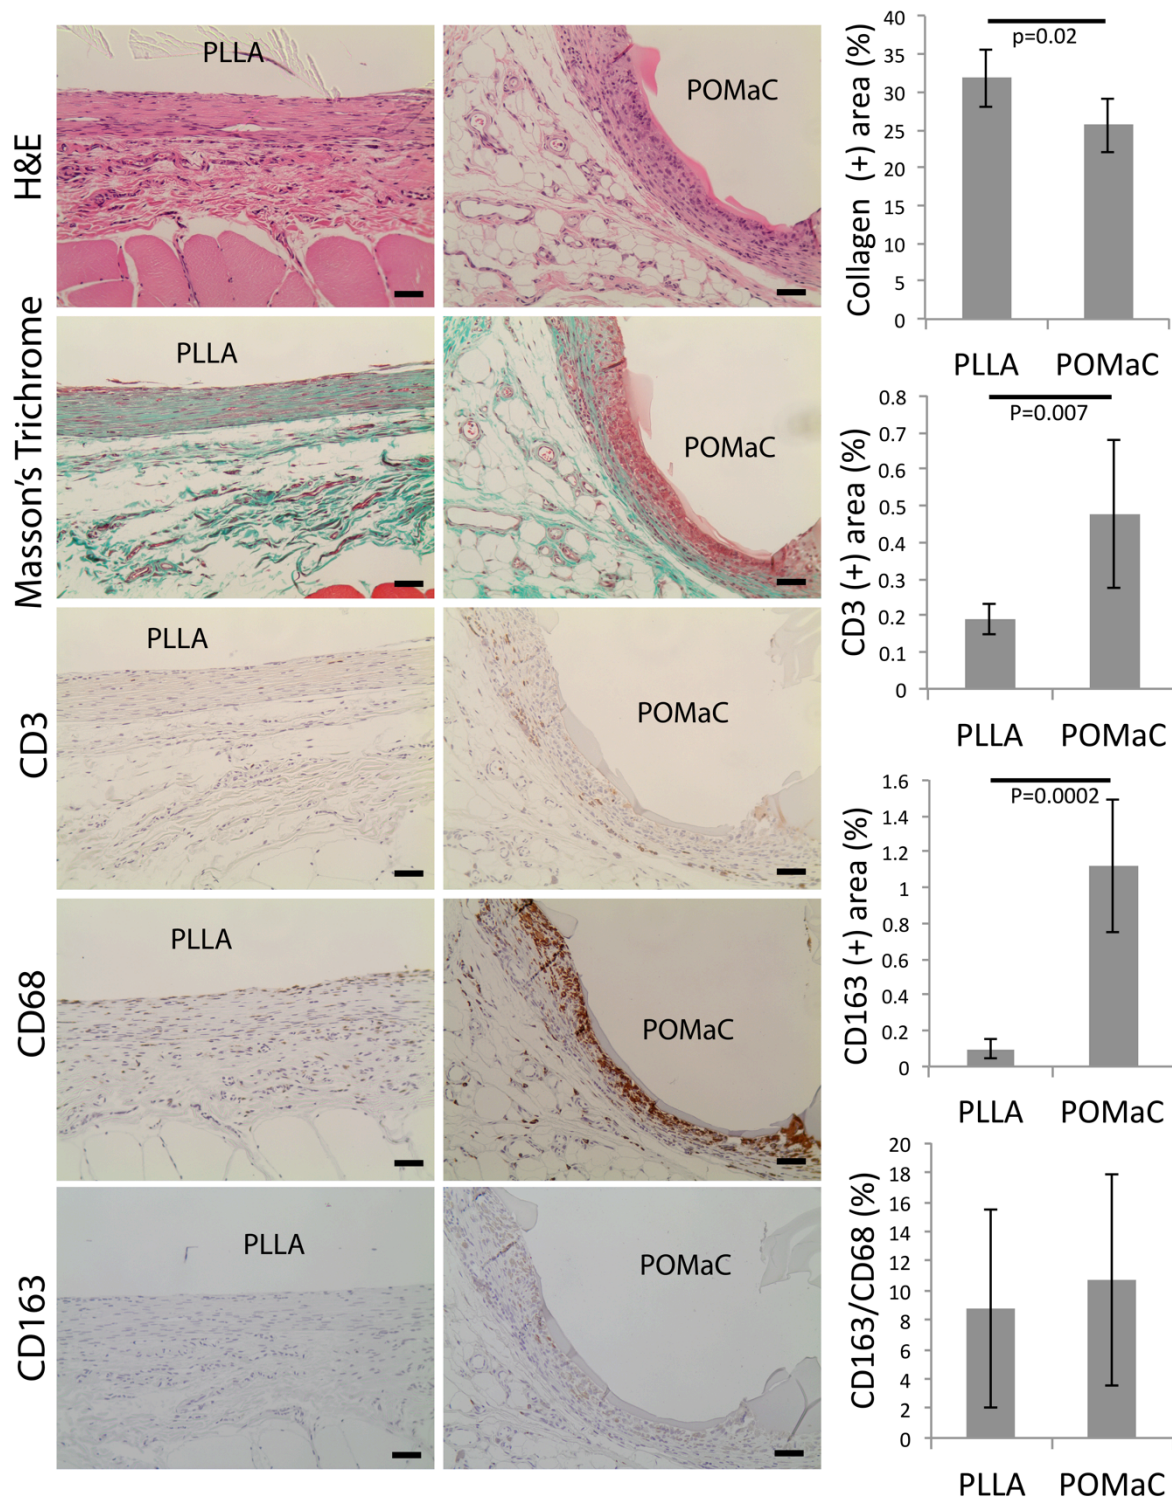 H&E
PLLA
POMaC
Masson's Trichrome
PLLA
POMaC
CD3
PLLA
POMaC
CD68
PLLA
POMaC
CD163
PLLA
POMaC
Collagen (+) area (%)
40
35
30
25
20
15
10
5
0
p=0.02
PLLA POMaC
CD3 (+) area (%)
0.8
0.7
0.6
0.5
0.4
0.3
0.2
0.1
0
P=0.007
PLLA POMaC
CD163 (+) area (%)
1.6
1.4
1.2
1
0.8
0.6
0.4
0.2
0
P=0.0002
PLLA POMaC
CD163/CD68 (%)
20
18
16
14
12
10
8
6
4
2
0
PLLA POMaC